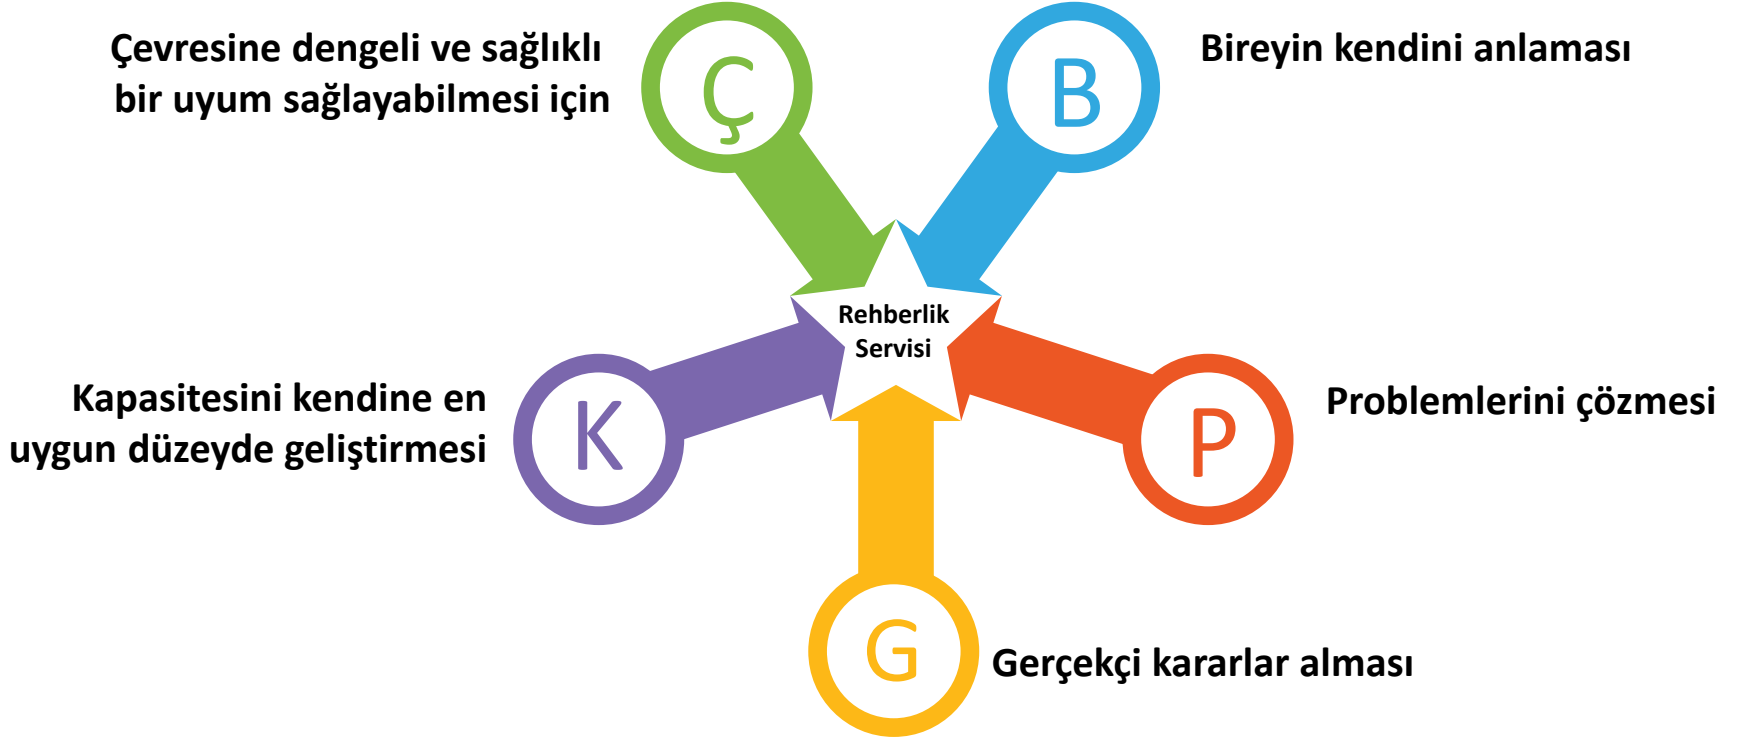 Çevresine dengeli ve sağlıklı
bir uyum sağlayabilmesi için
Ç
B
Bireyin kendini anlaması
Rehberlik
Servisi
Kapasitesini kendine en
uygun düzeyde geliştirmesi
K
P
Problemlerini çözmesi
G
Gerçekçi kararlar alması